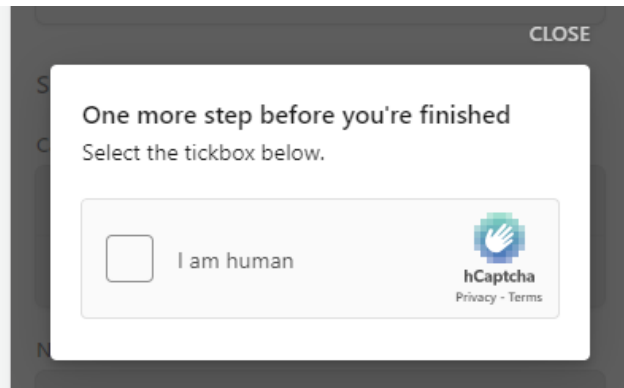 CLOSE
S
One more step before you're finished
C
Select the tickbox below.
I am human
hCaptcha
Privacy - Terms
N